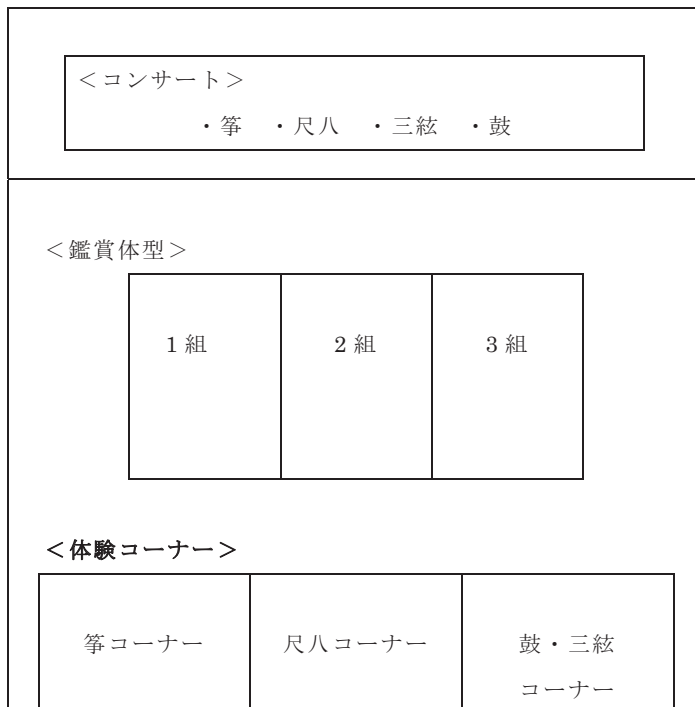 ＜コンサート＞
・筝　・尺八　・三絃　・鼓
＜鑑賞体型＞
1 組　2 組　3 組
＜体験コーナー＞
筝コーナー　尺八コーナー　鼓・三絃
コーナー